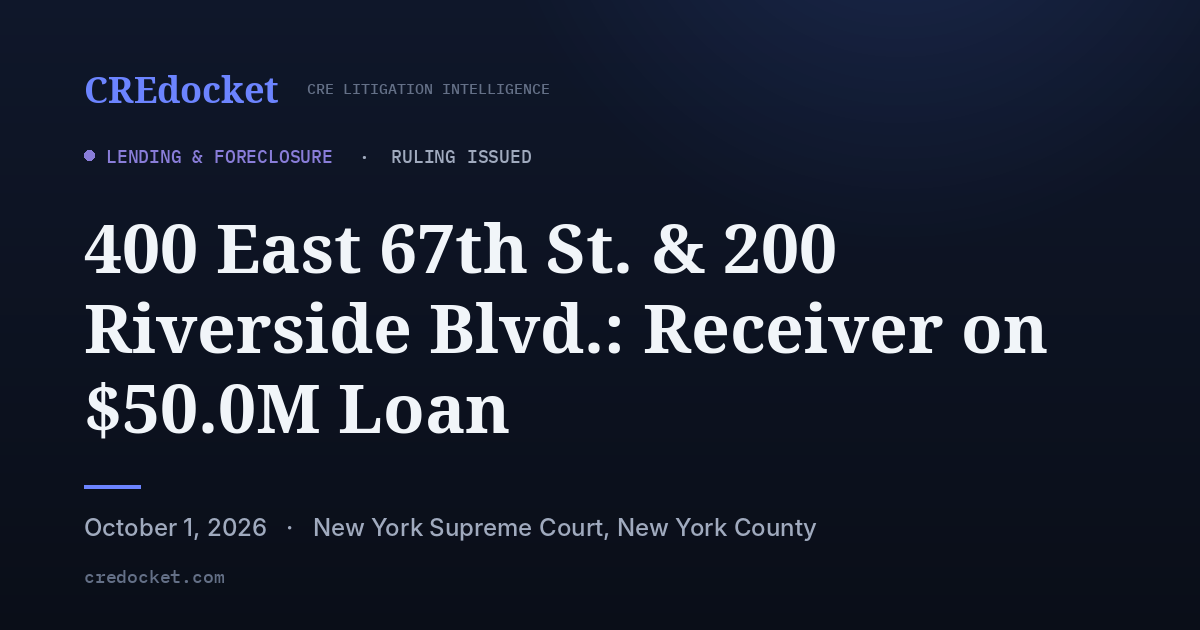 CREdocket CRE LITIGATION INTELLIGENCE
LENDING & FORECLOSURE · RULING ISSUED
400 East 67th St. & 200
Riverside Blvd.: Receiver on
$50.0M Loan
October 1, 2026 · New York Supreme Court, New York County
credocket.com